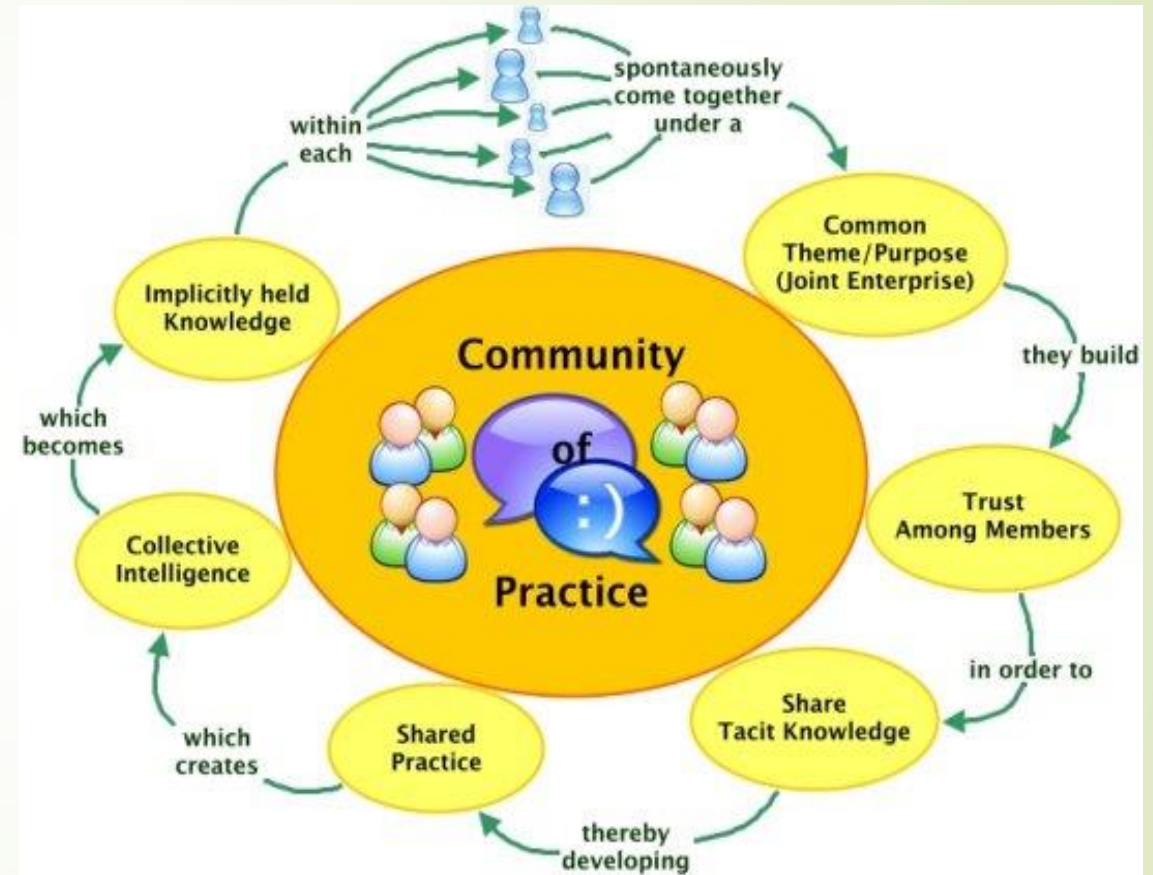 within
each
spontaneously
come together
under a
Common
Theme/Purpose
(Joint Enterprise)
they build
Trust
Among Members
in order to
Share
Tacit Knowledge
thereby
developing
Shared
Practice
which
creates
Collective
Intelligence
which
becomes
Implicitly held
Knowledge
Community
of
:)
Practice